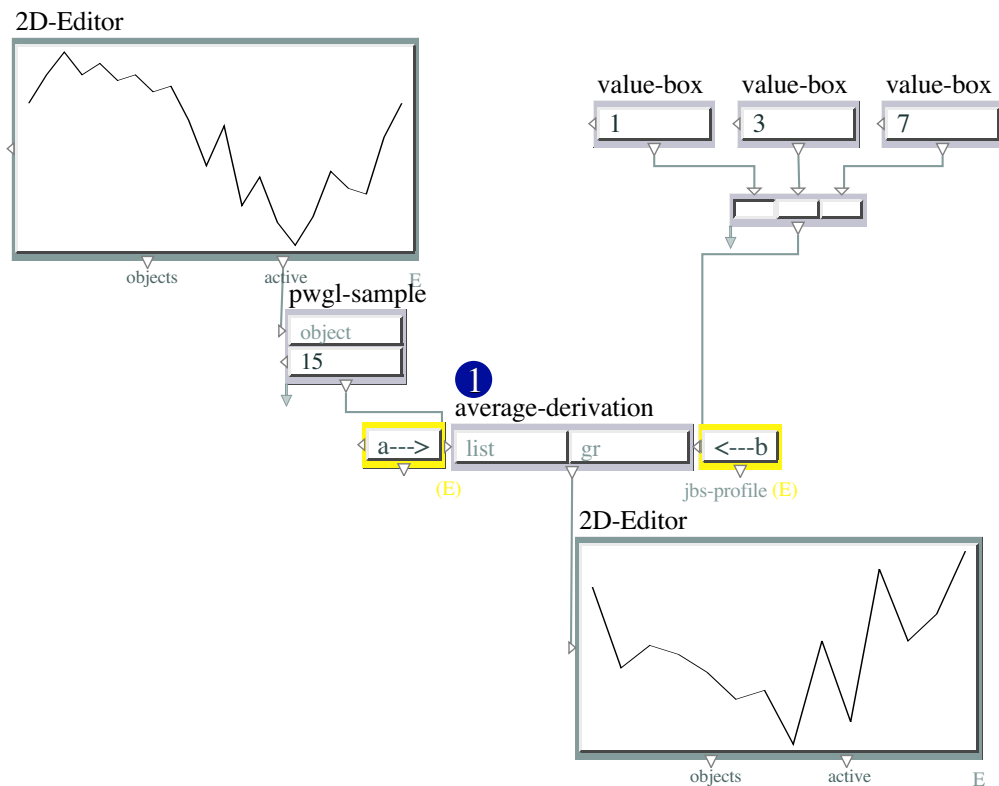 2D-Editor
value-box value-box value-box
1 3 7
objects active E
pwgl-sample
object
15
1
average-derivation
a---> list gr <---b
(E) jbs-profile (E)
2D-Editor
objects active E